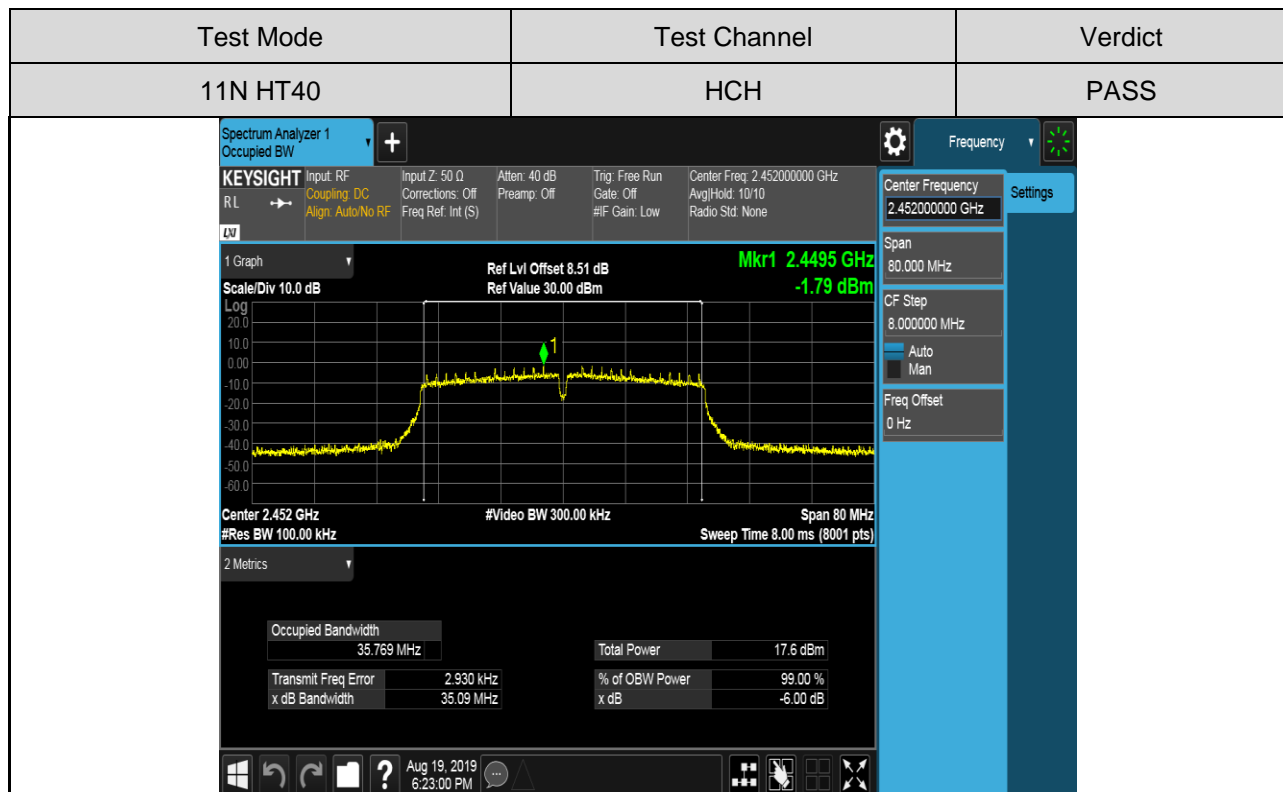 Test Mode Test Channel Verdict
11N HT40 HCH PASS
Spectrum Analyzer 1
Occupied BW
+
Frequency
KEYSIGHT
RL
LXI
Input: RF
Coupling: DC
Align: Auto/No RF
Input Z: 50 Ω
Corrections: Off
Freq Ref: Int (S)
Atten: 40 dB
Preamp: Off
Trig: Free Run
Gate: Off
#IF Gain: Low
Center Freq: 2.452000000 GHz
Avg|Hold: 10/10
Radio Std: None
Center Frequency
2.452000000 GHz
Settings
Span
80.000 MHz
CF Step
8.000000 MHz
Auto
Man
Freq Offset
0 Hz
1 Graph
Scale/Div 10.0 dB
Ref Lvl Offset 8.51 dB
Ref Value 30.00 dBm
Mkr1 2.4495 GHz
-1.79 dBm
Log
20.0
10.0
0.00
-10.0
-20.0
-30.0
-40.0
-50.0
-60.0
1
Center 2.452 GHz #Video BW 300.00 kHz Span 80 MHz
#Res BW 100.00 kHz Sweep Time 8.00 ms (8001 pts)
2 Metrics
Occupied Bandwidth
35.769 MHz
Total Power 17.6 dBm
Transmit Freq Error 2.930 kHz % of OBW Power 99.00 %
x dB Bandwidth 35.09 MHz x dB -6.00 dB
?
Aug 19, 2019
6:23:00 PM